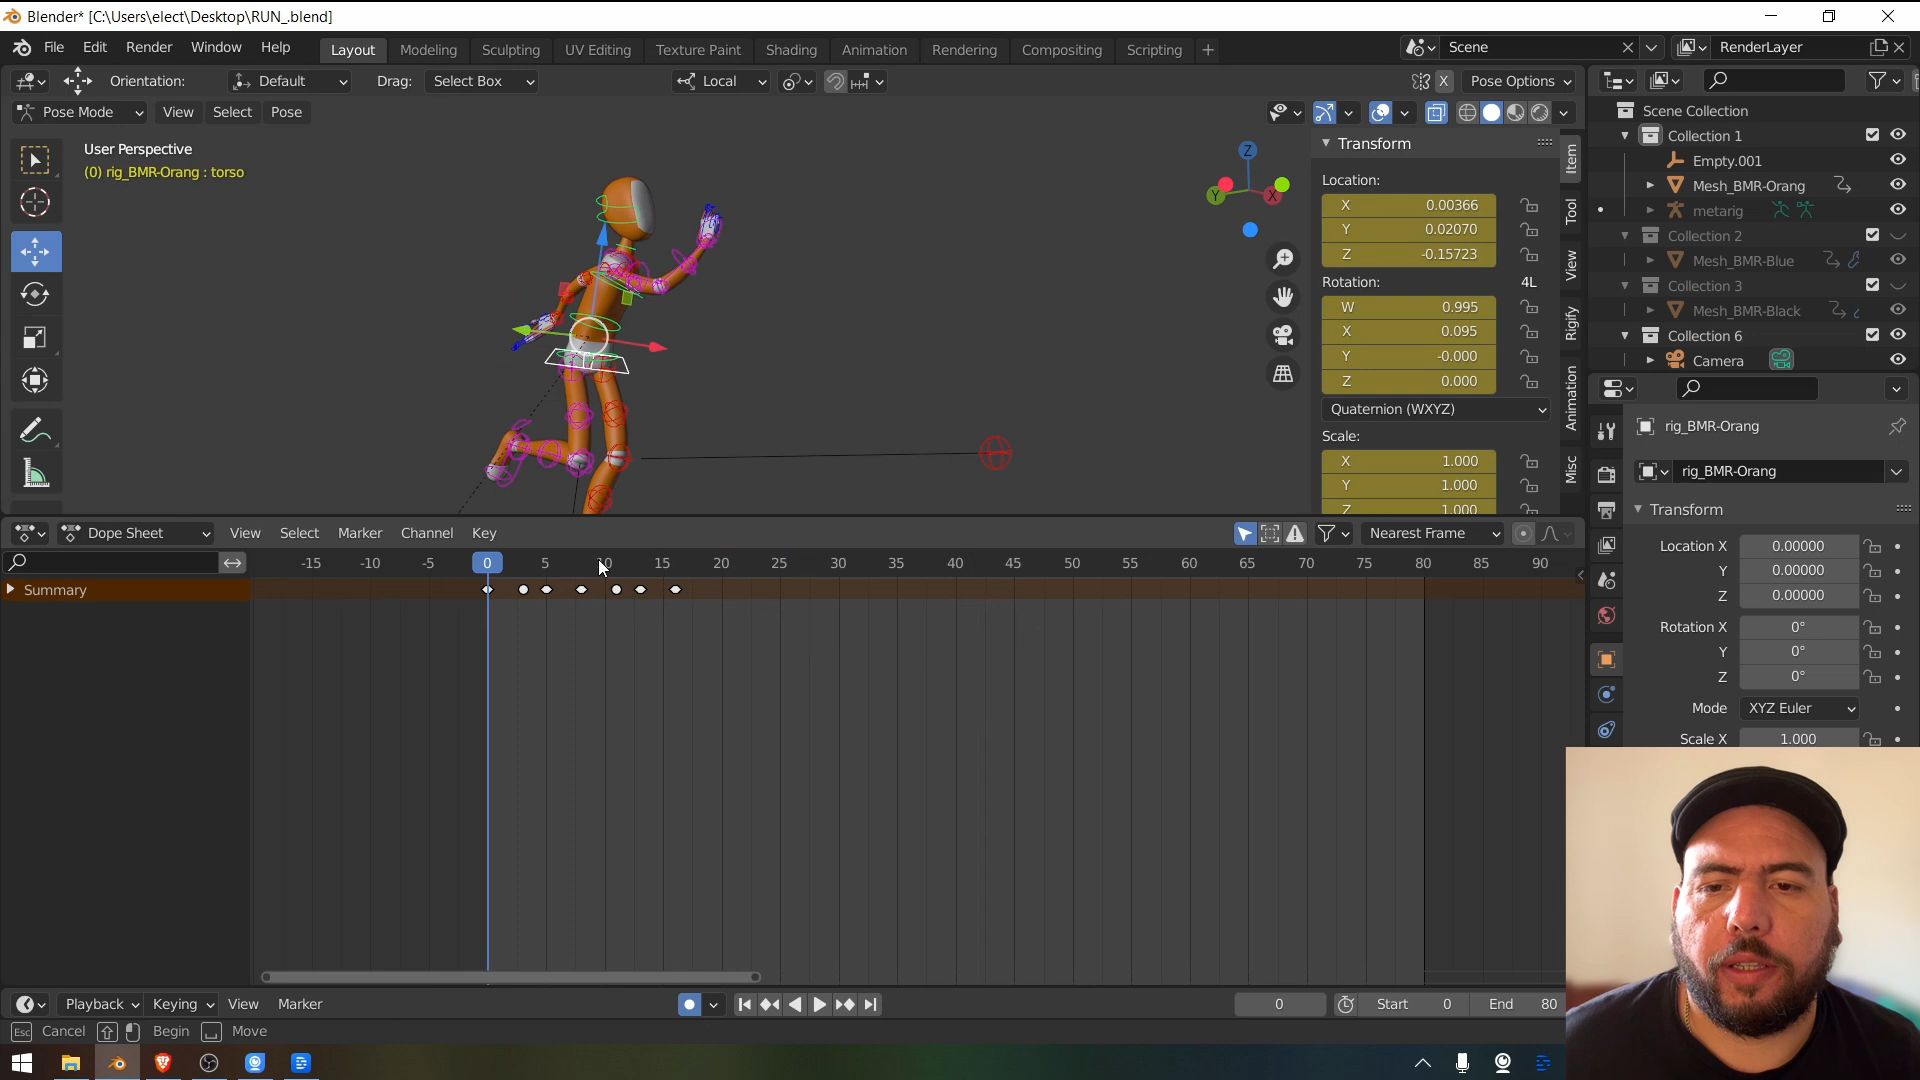 Blender* [C:\Users\elect\Desktop\RUN_.blend]
File Edit Render Window Help Layout Modeling Sculpting UV Editing Texture Paint Shading Animation Rendering Compositing Scripting + Scene RenderLayer
Orientation: Default Drag: Select Box Local X Pose Options
Pose Mode View Select Pose
User Perspective
(0) rig_BMR-Orang : torso
Z
Y
X
Transform
Location:
X 0.00366
Y 0.02070
Z -0.15723
Rotation: 4L
W 0.995
X 0.095
Y -0.000
Z 0.000
Quaternion (WXYZ)
Scale:
X 1.000
Y 1.000
Z 1.000
Item
Tool
View
Rigify
Animation
Misc
Scene Collection
Collection 1
Empty.001
Mesh_BMR-Orang
metarig
Collection 2
Mesh_BMR-Blue
Collection 3
Mesh_BMR-Black
Collection 6
Camera
rig_BMR-Orang
rig_BMR-Orang
Transform
Location X 0.00000
Y 0.00000
Z 0.00000
Rotation X 0°
Y 0°
Z 0°
Mode XYZ Euler
Scale X 1.000
Dope Sheet View Select Marker Channel Key Nearest Frame
-15 -10 -5 0 5 10 15 20 25 30 35 40 45 50 55 60 65 70 75 80 85 90
Summary
Playback Keying View Marker 0 Start 0 End 80
Esc Cancel Begin Move